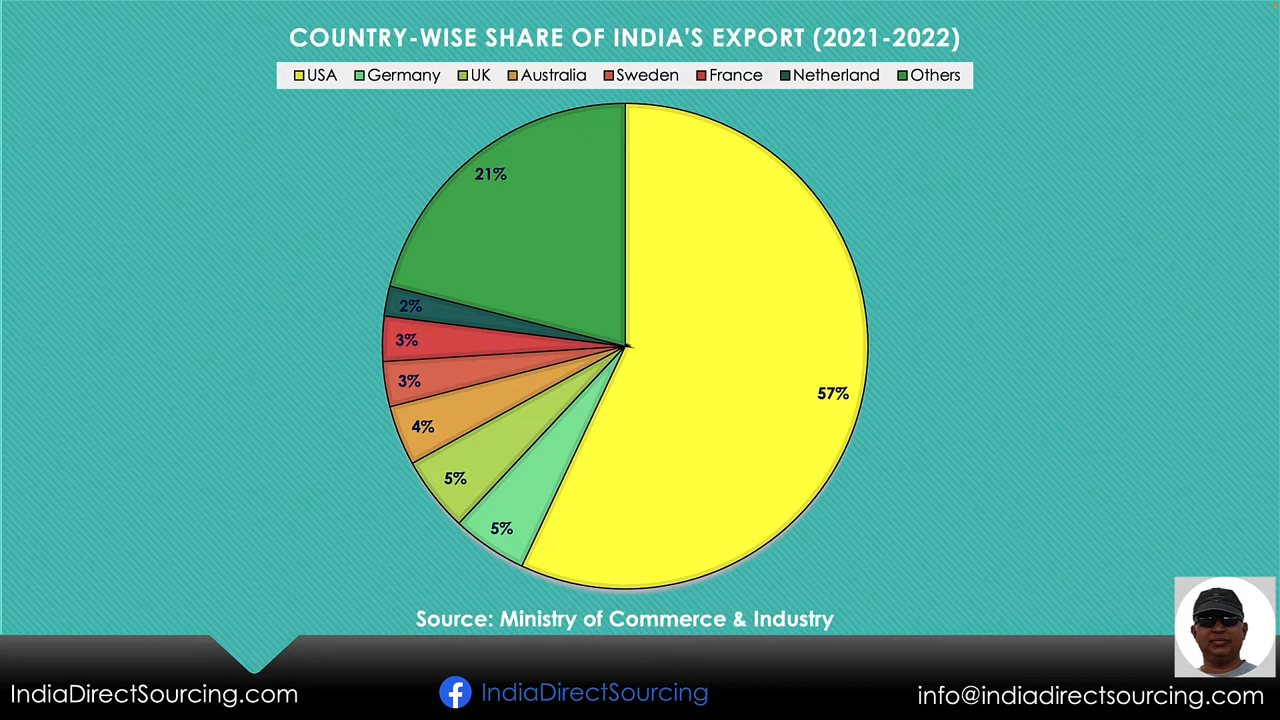 COUNTRY-WISE SHARE OF INDIA'S EXPORT (2021-2022)
USA Germany UK Australia Sweden France Netherland Others
21%
2%
3%
57%
3%
4%
5%
5%
Source: Ministry of Commerce & Industry
IndiaDirectSourcing.com
IndiaDirectSourcing
info@indiadirectsourcing.com